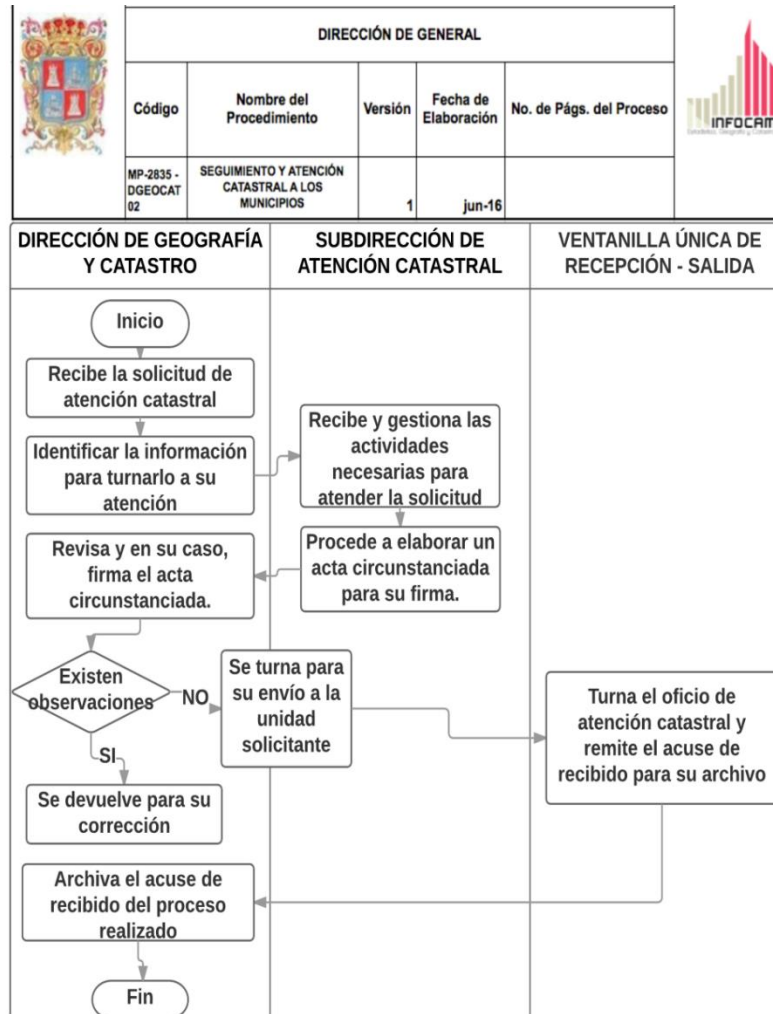 DIRECCIÓN DE GENERAL
Código
Nombre del
Procedimiento
Versión
Fecha de
Elaboración
No. de Págs. del Proceso
MP-2835 -
DGEOCAT
02
SEGUIMIENTO Y ATENCIÓN
CATASTRAL A LOS
MUNICIPIOS
1
jun-16
INFOCAM
DIRECCIÓN DE GEOGRAFÍA
Y CATASTRO
SUBDIRECCIÓN DE
ATENCIÓN CATASTRAL
VENTANILLA ÚNICA DE
RECEPCIÓN - SALIDA
Inicio
Recibe la solicitud de
atención catastral
Identificar la información
para turnarlo a su
atención
Recibe y gestiona las
actividades
necesarias para
atender la solicitud
Procede a elaborar un
acta circunstanciada
para su firma.
Revisa y en su caso,
firma el acta
circunstanciada.
Existen
observaciones
NO
SI
Se turna para
su envío a la
unidad
solicitante
Turna el oficio de
atención catastral y
remite el acuse de
recibido para su archivo
Se devuelve para su
corrección
Archiva el acuse de
recibido del proceso
realizado
Fin